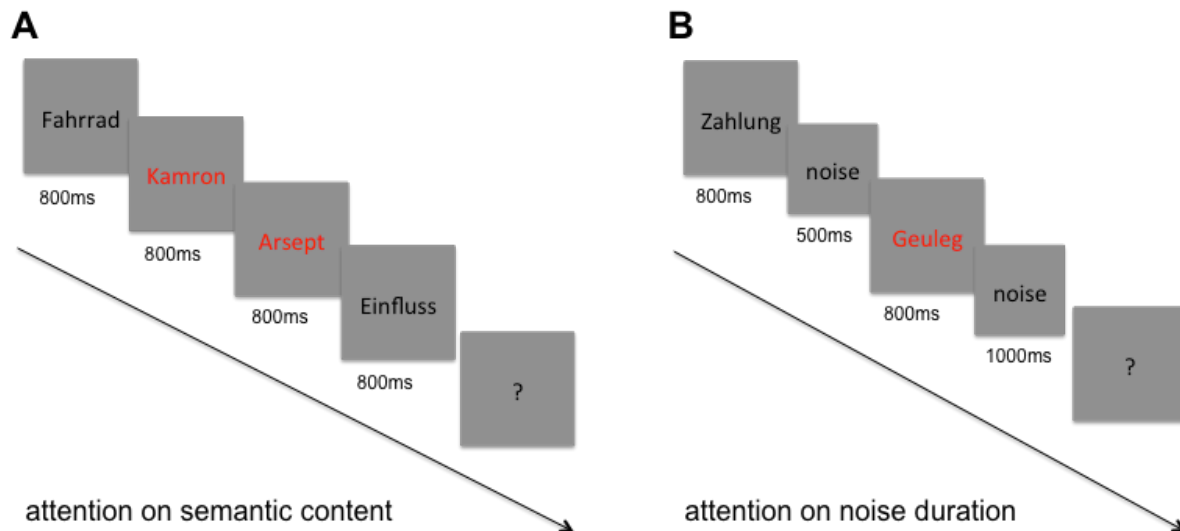 A
Fahrrad
800ms
Kamron
800ms
Arsept
800ms
Einfluss
800ms
?
attention on semantic content
B
Zahlung
800ms
noise
500ms
Geuleg
800ms
noise
1000ms
?
attention on noise duration